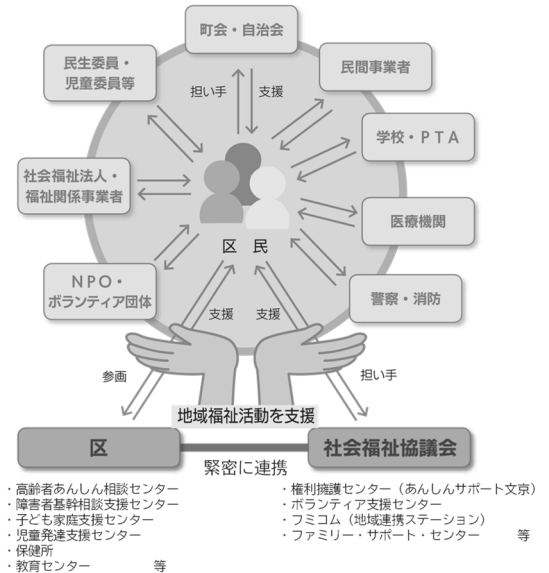 町会・自治会
民生委員・
児童委員等
民間事業者
担い手
支援
学校・ＰＴＡ
社会福祉法人・
福祉関係事業者
医療機関
区　民
ＮＰＯ・
ボランティア団体
警察・消防
支援
支援
参画
担い手
地域福祉活動を支援
区
社会福祉協議会
緊密に連携
・高齢者あんしん相談センター
・障害者基幹相談支援センター
・子ども家庭支援センター
・児童発達支援センター
・保健所
・教育センター　　　　　等
・権利擁護センター（あんしんサポート文京）
・ボランティア支援センター
・フミコム（地域連携ステーション）
・ファミリー・サポート・センター　　　等